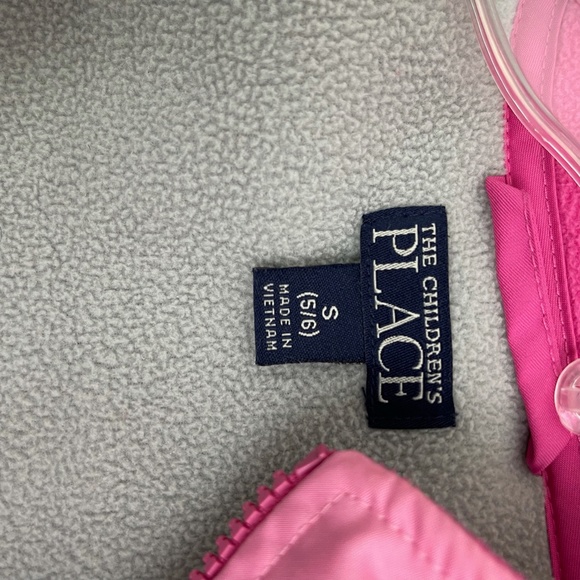 THE CHILDREN'S
PLACE
S
(5/6)
MADE IN
VIETNAM